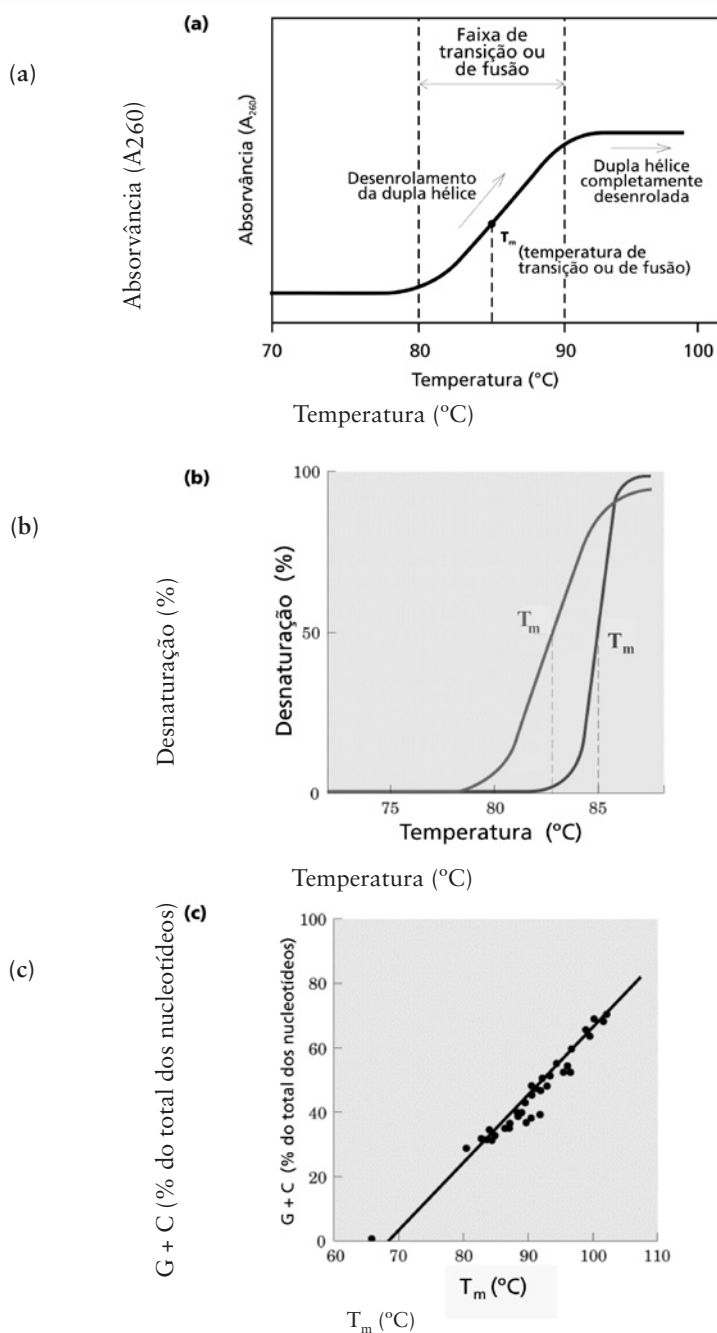 (a)
(a)
Absorvância (A260)
Absorvância (A₂₆₀)
Faixa de
transição ou
de fusão
Desenrolamento
da dupla hélice
Dupla hélice
completamente
desenrolada
Tₘ
(temperatura de
transição ou de fusão)
70 80 90 100
Temperatura (°C)
Temperatura (ºC)
(b)
(b)
Desnaturação (%)
Desnaturação (%)
100
50
0
Tₘ
Tₘ
75 80 85
Temperatura (ºC)
Temperatura (ºC)
(c)
(c)
G + C (% do total dos nucleotídeos)
G + C (% do total dos nucleotídeos)
100
80
60
40
20
0
60 70 80 90 100 110
Tₘ (ºC)
Tₘ (ºC)